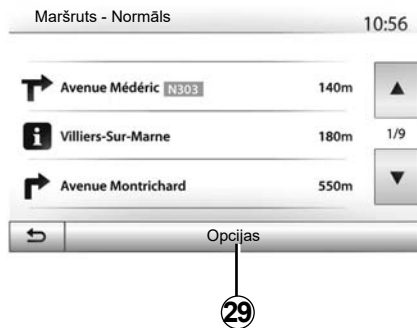 Maršruts - Normāls 10:56
Avenue Médéric N303 140m
Villiers-Sur-Marne 180m
1/9
Avenue Montrichard 550m
Opcijas
29